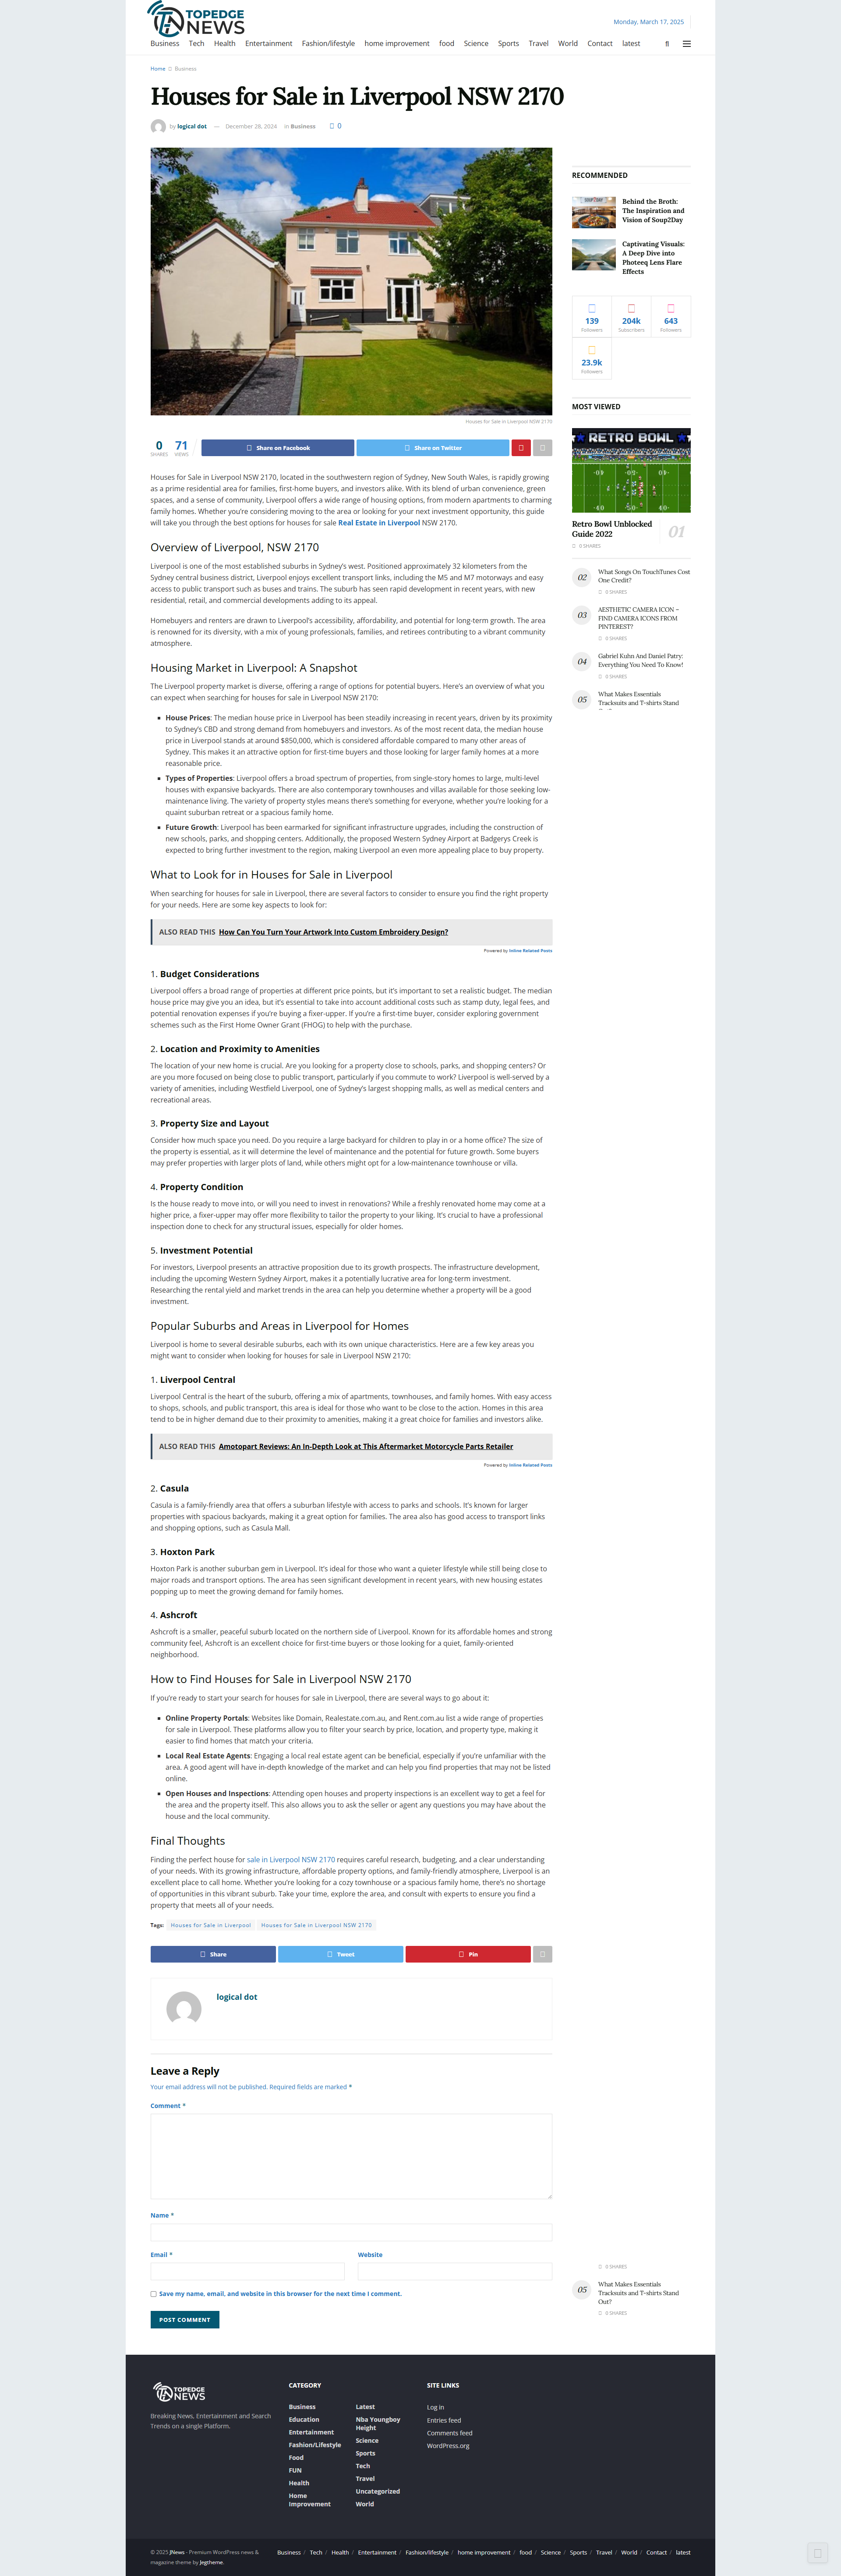 TOPEDGE
NEWS
Monday, March 17, 2025
Business Tech Health Entertainment Fashion/lifestyle home improvement food Science Sports Travel World Contact latest
Home Business
Houses for Sale in Liverpool NSW 2170
by logical dot — December 28, 2024 in Business 0
Houses for Sale in Liverpool NSW 2170
0
SHARES
71
VIEWS
Share on Facebook
Share on Twitter
Houses for Sale in Liverpool NSW 2170, located in the southwestern region of Sydney, New South Wales, is rapidly growing
as a prime residential area for families, first-home buyers, and investors alike. With its blend of urban convenience, green
spaces, and a sense of community, Liverpool offers a wide range of housing options, from modern apartments to charming
family homes. Whether you're considering moving to the area or looking for your next investment opportunity, this guide
will take you through the best options for houses for sale Real Estate in Liverpool NSW 2170.
Overview of Liverpool, NSW 2170
Liverpool is one of the most established suburbs in Sydney's west. Positioned approximately 32 kilometers from the
Sydney central business district, Liverpool enjoys excellent transport links, including the M5 and M7 motorways and easy
access to public transport such as buses and trains. The suburb has seen rapid development in recent years, with new
residential, retail, and commercial developments adding to its appeal.
Homebuyers and renters are drawn to Liverpool's accessibility, affordability, and potential for long-term growth. The area
is renowned for its diversity, with a mix of young professionals, families, and retirees contributing to a vibrant community
atmosphere.
Housing Market in Liverpool: A Snapshot
The Liverpool property market is diverse, offering a range of options for potential buyers. Here's an overview of what you
can expect when searching for houses for sale in Liverpool NSW 2170:
House Prices: The median house price in Liverpool has been steadily increasing in recent years, driven by its proximity
to Sydney's CBD and strong demand from homebuyers and investors. As of the most recent data, the median house
price in Liverpool stands at around $850,000, which is considered affordable compared to many other areas of
Sydney. This makes it an attractive option for first-time buyers and those looking for larger family homes at a more
reasonable price.
Types of Properties: Liverpool offers a broad spectrum of properties, from single-story homes to large, multi-level
houses with expansive backyards. There are also contemporary townhouses and villas available for those seeking low-
maintenance living. The variety of property styles means there's something for everyone, whether you're looking for a
quaint suburban retreat or a spacious family home.
Future Growth: Liverpool has been earmarked for significant infrastructure upgrades, including the construction of
new schools, parks, and shopping centers. Additionally, the proposed Western Sydney Airport at Badgerys Creek is
expected to bring further investment to the region, making Liverpool an even more appealing place to buy property.
What to Look for in Houses for Sale in Liverpool
When searching for houses for sale in Liverpool, there are several factors to consider to ensure you find the right property
for your needs. Here are some key aspects to look for:
ALSO READ THIS How Can You Turn Your Artwork Into Custom Embroidery Design?
Powered by Inline Related Posts
1. Budget Considerations
Liverpool offers a broad range of properties at different price points, but it's important to set a realistic budget. The median
house price may give you an idea, but it's essential to take into account additional costs such as stamp duty, legal fees, and
potential renovation expenses if you're buying a fixer-upper. If you're a first-time buyer, consider exploring government
schemes such as the First Home Owner Grant (FHOG) to help with the purchase.
2. Location and Proximity to Amenities
The location of your new home is crucial. Are you looking for a property close to schools, parks, and shopping centers? Or
are you more focused on being close to public transport, particularly if you commute to work? Liverpool is well-served by a
variety of amenities, including Westfield Liverpool, one of Sydney's largest shopping malls, as well as medical centers and
recreational areas.
3. Property Size and Layout
Consider how much space you need. Do you require a large backyard for children to play in or a home office? The size of
the property is essential, as it will determine the level of maintenance and the potential for future growth. Some buyers
may prefer properties with larger plots of land, while others might opt for a low-maintenance townhouse or villa.
4. Property Condition
Is the house ready to move into, or will you need to invest in renovations? While a freshly renovated home may come at a
higher price, a fixer-upper may offer more flexibility to tailor the property to your liking. It's crucial to have a professional
inspection done to check for any structural issues, especially for older homes.
5. Investment Potential
For investors, Liverpool presents an attractive proposition due to its growth prospects. The infrastructure development,
including the upcoming Western Sydney Airport, makes it a potentially lucrative area for long-term investment.
Researching the rental yield and market trends in the area can help you determine whether a property will be a good
investment.
Popular Suburbs and Areas in Liverpool for Homes
Liverpool is home to several desirable suburbs, each with its own unique characteristics. Here are a few key areas you
might want to consider when looking for houses for sale in Liverpool NSW 2170:
1. Liverpool Central
Liverpool Central is the heart of the suburb, offering a mix of apartments, townhouses, and family homes. With easy access
to shops, schools, and public transport, this area is ideal for those who want to be close to the action. Homes in this area
tend to be in higher demand due to their proximity to amenities, making it a great choice for families and investors alike.
ALSO READ THIS Amotopart Reviews: An In-Depth Look at This Aftermarket Motorcycle Parts Retailer
Powered by Inline Related Posts
2. Casula
Casula is a family-friendly area that offers a suburban lifestyle with access to parks and schools. It's known for larger
properties with spacious backyards, making it a great option for families. The area also has good access to transport links
and shopping options, such as Casula Mall.
3. Hoxton Park
Hoxton Park is another suburban gem in Liverpool. It's ideal for those who want a quieter lifestyle while still being close to
major roads and transport options. The area has seen significant development in recent years, with new housing estates
popping up to meet the growing demand for family homes.
4. Ashcroft
Ashcroft is a smaller, peaceful suburb located on the northern side of Liverpool. Known for its affordable homes and strong
community feel, Ashcroft is an excellent choice for first-time buyers or those looking for a quiet, family-oriented
neighborhood.
How to Find Houses for Sale in Liverpool NSW 2170
If you're ready to start your search for houses for sale in Liverpool, there are several ways to go about it:
Online Property Portals: Websites like Domain, Realestate.com.au, and Rent.com.au list a wide range of properties
for sale in Liverpool. These platforms allow you to filter your search by price, location, and property type, making it
easier to find homes that match your criteria.
Local Real Estate Agents: Engaging a local real estate agent can be beneficial, especially if you're unfamiliar with the
area. A good agent will have in-depth knowledge of the market and can help you find properties that may not be listed
online.
Open Houses and Inspections: Attending open houses and property inspections is an excellent way to get a feel for
the area and the property itself. This also allows you to ask the seller or agent any questions you may have about the
house and the local community.
Final Thoughts
Finding the perfect house for sale in Liverpool NSW 2170 requires careful research, budgeting, and a clear understanding
of your needs. With its growing infrastructure, affordable property options, and family-friendly atmosphere, Liverpool is an
excellent place to call home. Whether you're looking for a cozy townhouse or a spacious family home, there's no shortage
of opportunities in this vibrant suburb. Take your time, explore the area, and consult with experts to ensure you find a
property that meets all of your needs.
Tags: Houses for Sale in Liverpool Houses for Sale in Liverpool NSW 2170
Share Tweet Pin
logical dot
Leave a Reply
Your email address will not be published. Required fields are marked *
Comment *
Name *
Email * Website
Save my name, email, and website in this browser for the next time I comment.
POST COMMENT
RECOMMENDED
SOUP2DAY
Behind the Broth:
The Inspiration and
Vision of Soup2Day
Captivating Visuals:
A Deep Dive into
Photeeq Lens Flare
Effects
139
Followers
204k
Subscribers
643
Followers
23.9k
Followers
MOST VIEWED
RETRO BOWL
Retro Bowl Unblocked
Guide 2022
01
0 SHARES
02
What Songs On TouchTunes Cost
One Credit?
0 SHARES
03
AESTHETIC CAMERA ICON –
FIND CAMERA ICONS FROM
PINTEREST?
0 SHARES
04
Gabriel Kuhn And Daniel Patry:
Everything You Need To Know!
0 SHARES
05
What Makes Essentials
Tracksuits and T-shirts Stand
0 SHARES
05
What Makes Essentials
Tracksuits and T-shirts Stand
Out?
0 SHARES
TOPEDGE
NEWS
Breaking News, Entertainment and Search
Trends on a single Platform.
CATEGORY
Business
Education
Entertainment
Fashion/Lifestyle
Food
FUN
Health
Home
Improvement
Latest
Nba Youngboy
Height
Science
Sports
Tech
Travel
Uncategorized
World
SITE LINKS
Log in
Entries feed
Comments feed
WordPress.org
© 2025 JNews - Premium WordPress news &
magazine theme by Jegtheme.
Business / Tech / Health / Entertainment / Fashion/lifestyle / home improvement / food / Science / Sports / Travel / World / Contact / latest